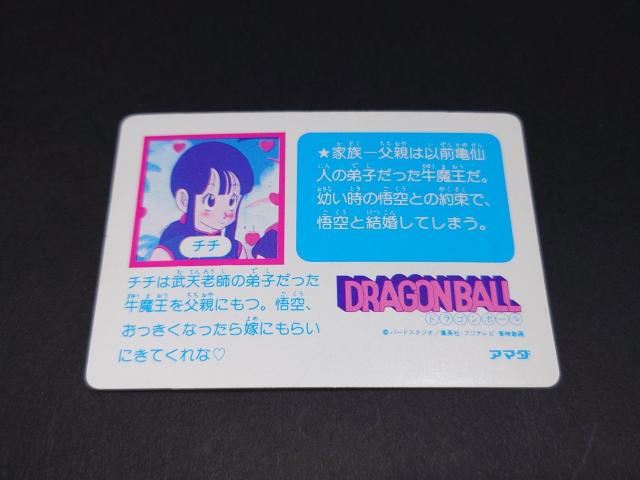 チチ
★家族―父親は以前亀仙
人の弟子だった牛魔王だ。
幼い時の悟空との約束で、
悟空と結婚してしまう。
チチは武天老師の弟子だった
牛魔王を父親にもつ。悟空、
おっきくなったら嫁にもらい
にきてくれな♡
DRAGONBALL
ドラゴンボール
©バードスタジオ/集英社・フジテレビ・東映動画
アマダ